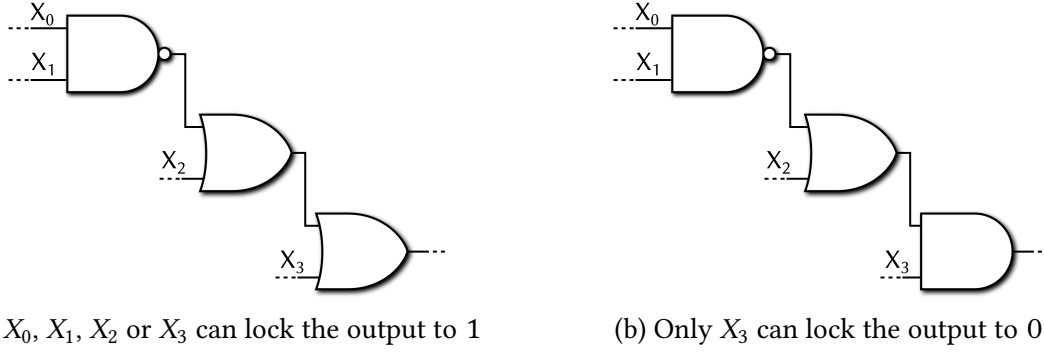 X₀
X₁
X₂
X₃
X₀, X₁, X₂ or X₃ can lock the output to 1
X₀
X₁
X₂
X₃
(b) Only X₃ can lock the output to 0